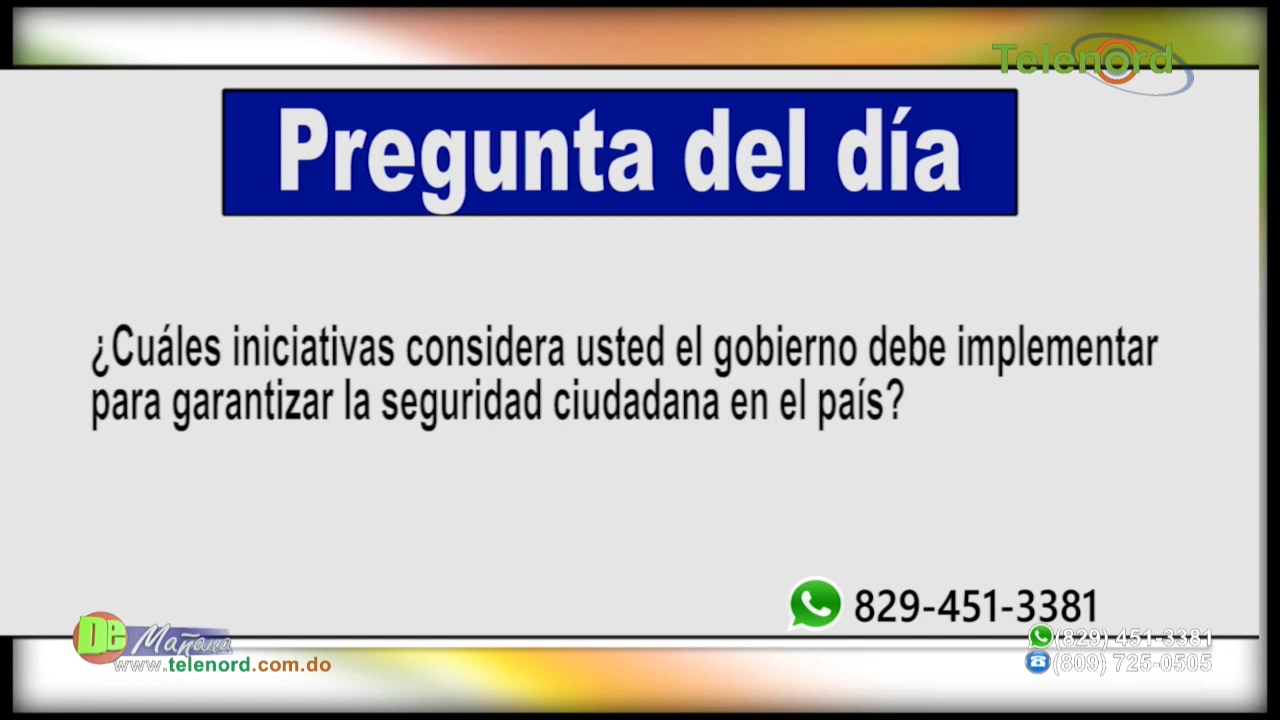 Telenord
Pregunta del día
¿Cuáles iniciativas considera usted el gobierno debe implementar
para garantizar la seguridad ciudadana en el país?
829-451-3381
De Mañana
www.telenord.com.do
(829) 451-3381
(809) 725-0505